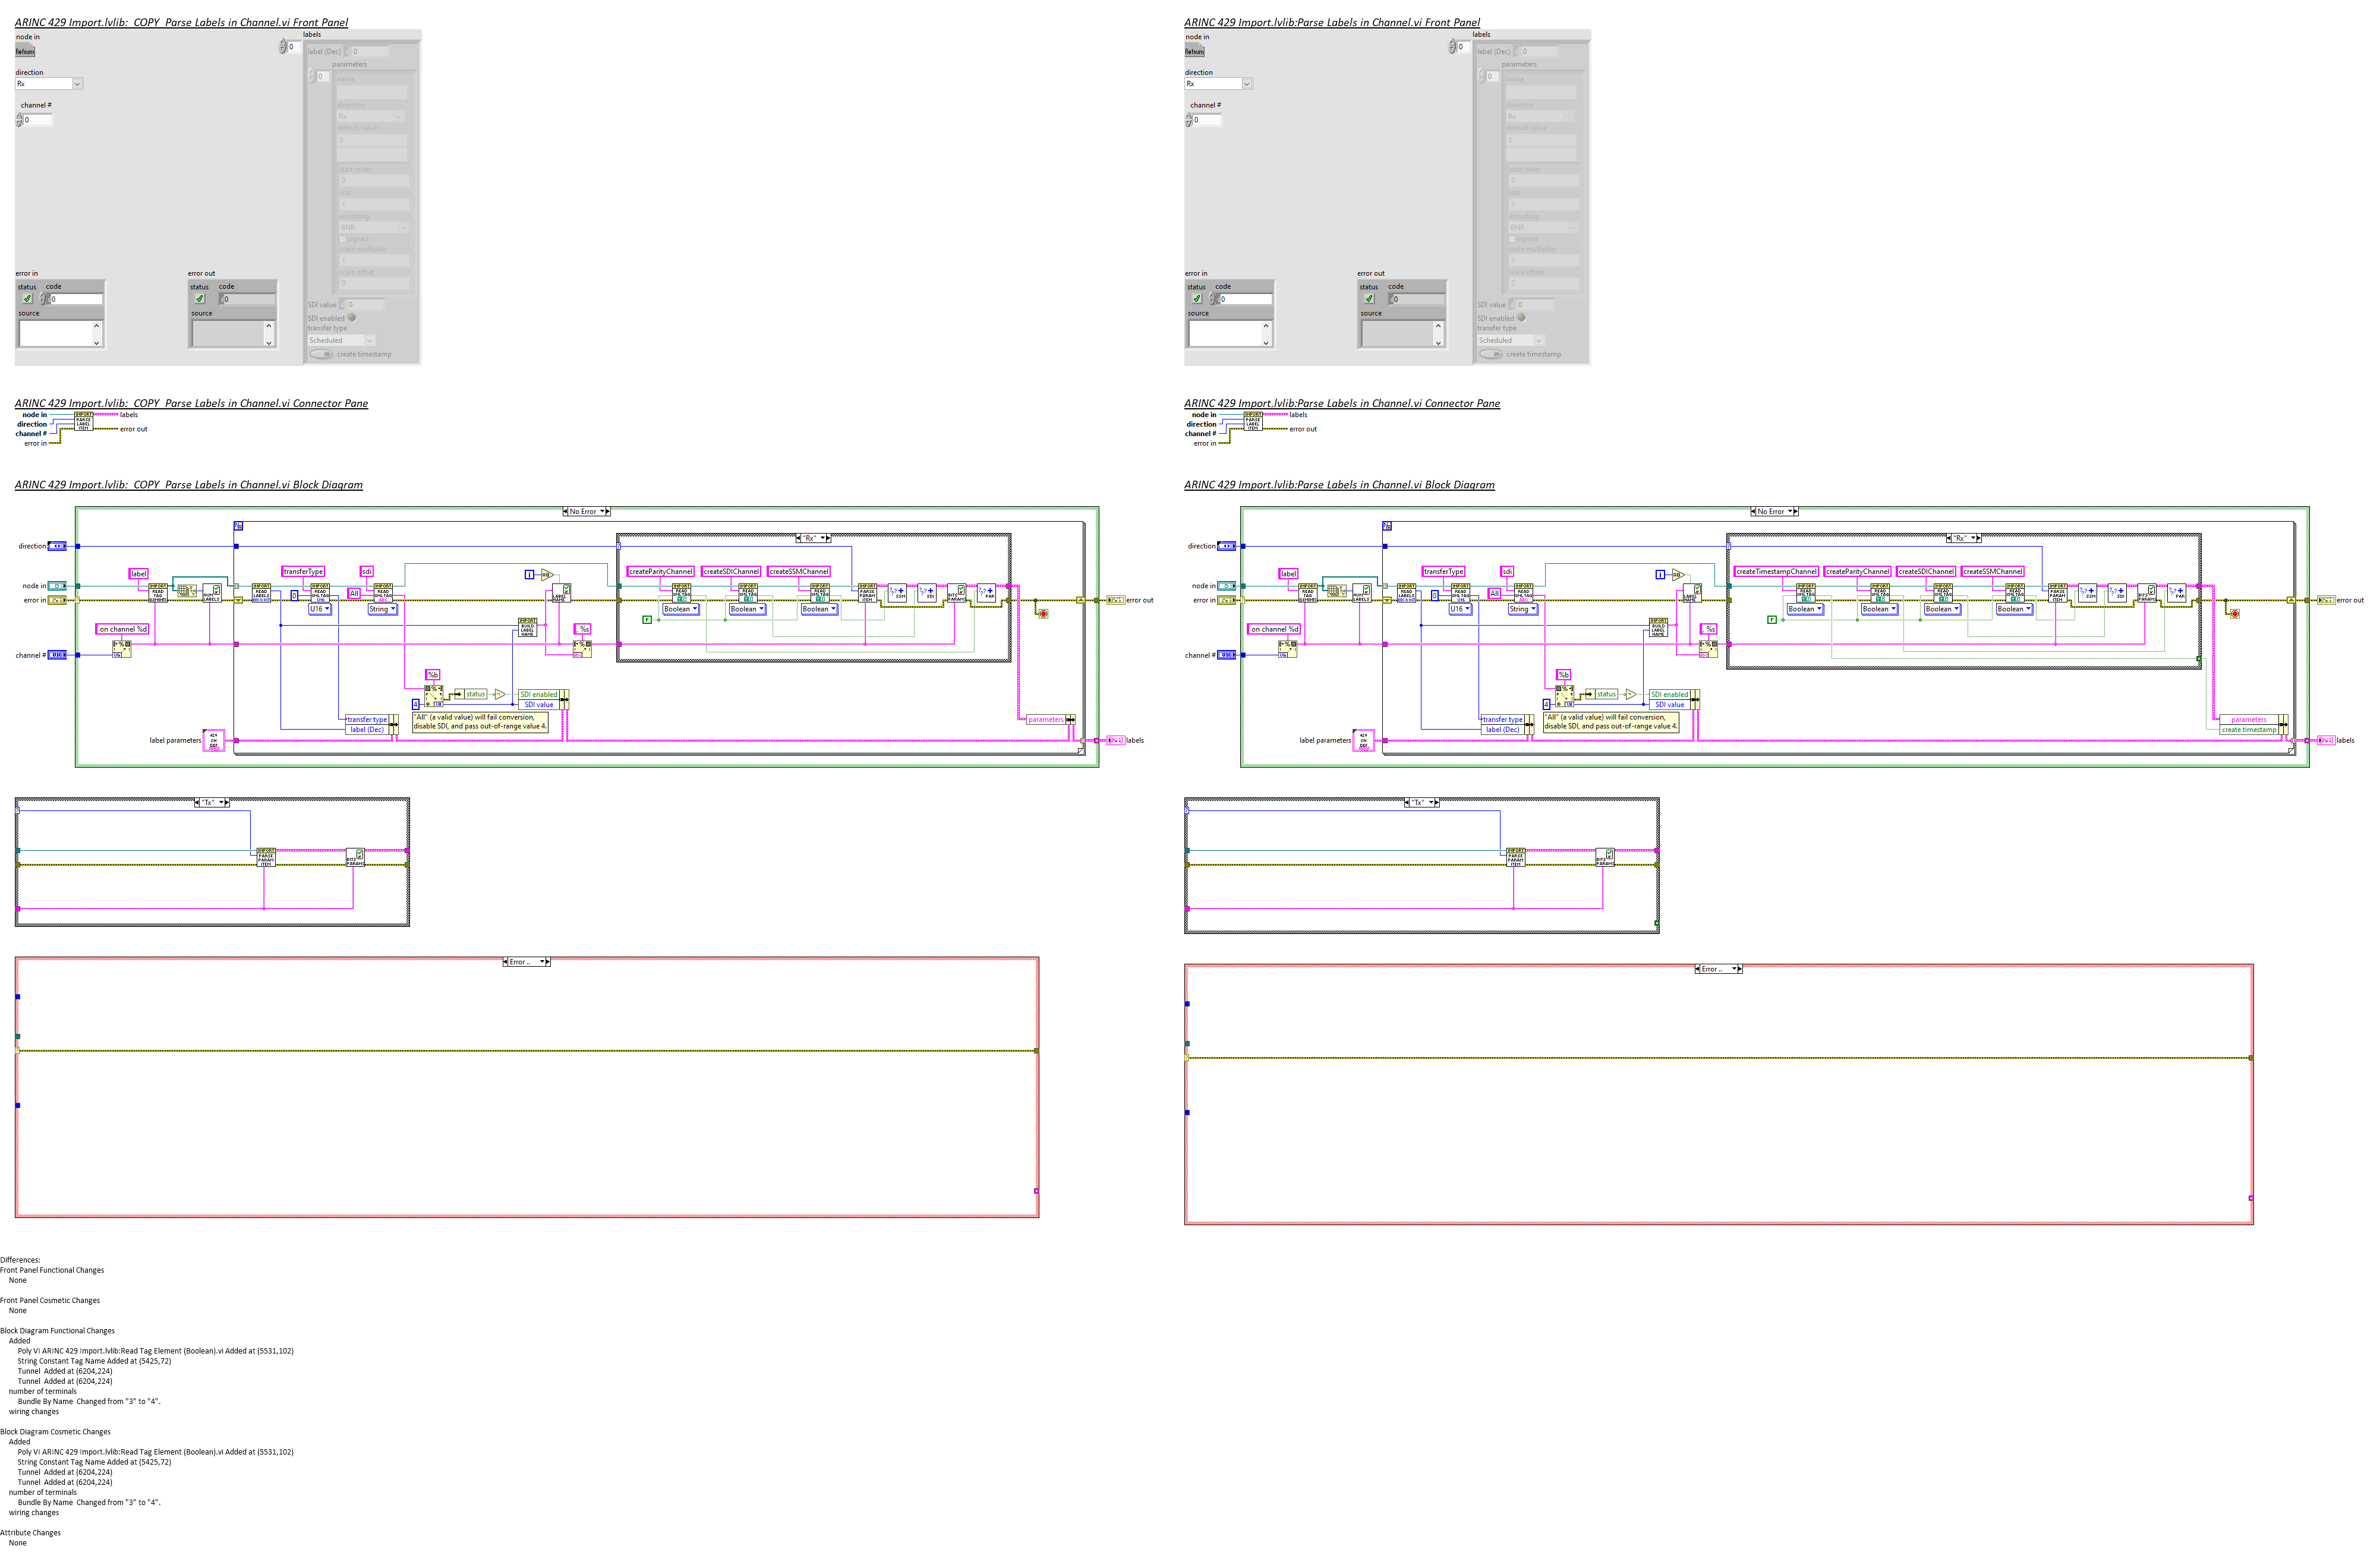 ARINC 429 Import.lvlib:_COPY_Parse Labels in Channel.vi Front Panel
node in
Refnum
direction
Rx
channel #
0
error in
status code
0
source
error out
status code
0
source
labels
0
label (Dec) 0
parameters
0
name
direction
Rx
default value
0
start index
0
size
1
encoding
BNR
signed
scale multiplier
1
scale offset
0
SDI value 0
SDI enabled
transfer type
Scheduled
create timestamp
ARINC 429 Import.lvlib:Parse Labels in Channel.vi Front Panel
node in
Refnum
direction
Rx
channel #
0
error in
status code
0
source
error out
status code
0
source
labels
0
label (Dec) 0
parameters
0
name
direction
Rx
default value
0
start index
0
size
1
encoding
BNR
signed
scale multiplier
1
scale offset
0
SDI value 0
SDI enabled
transfer type
Scheduled
create timestamp
ARINC 429 Import.lvlib:_COPY_Parse Labels in Channel.vi Connector Pane
node in
direction
channel #
error in
IMPORT
PARSE
LABEL
ITEM
labels
error out
ARINC 429 Import.lvlib:Parse Labels in Channel.vi Connector Pane
node in
direction
channel #
error in
IMPORT
PARSE
LABEL
ITEM
labels
error out
ARINC 429 Import.lvlib:_COPY_Parse Labels in Channel.vi Block Diagram
No Error
direction
node in
error in
channel #
label
on channel %d
transferType
0
U16
sdi
All
String
i
%s
"Rx"
createParityChannel
createSDIChannel
createSSMChannel
Boolean
Boolean
Boolean
F
%b
4
status
SDI enabled
SDI value
"All" (a valid value) will fail conversion,
disable SDI, and pass out-of-range value 4.
transfer type
label (Dec)
label parameters
parameters
error out
labels
"Tx"
Error ..
ARINC 429 Import.lvlib:Parse Labels in Channel.vi Block Diagram
No Error
direction
node in
error in
channel #
label
on channel %d
transferType
0
U16
sdi
All
String
i
%s
"Rx"
createTimestampChannel
createParityChannel
createSDIChannel
createSSMChannel
Boolean
Boolean
Boolean
Boolean
F
%b
4
status
SDI enabled
SDI value
"All" (a valid value) will fail conversion,
disable SDI, and pass out-of-range value 4.
transfer type
label (Dec)
label parameters
parameters
create timestamp
error out
labels
"Tx"
Error ..
Differences:
Front Panel Functional Changes
None
Front Panel Cosmetic Changes
None
Block Diagram Functional Changes
Added
Poly VI ARINC 429 Import.lvlib:Read Tag Element (Boolean).vi Added at (5531,102)
String Constant Tag Name Added at (5425,72)
Tunnel Added at (6204,224)
Tunnel Added at (6204,224)
number of terminals
Bundle By Name Changed from "3" to "4".
wiring changes
Block Diagram Cosmetic Changes
Added
Poly VI ARINC 429 Import.lvlib:Read Tag Element (Boolean).vi Added at (5531,102)
String Constant Tag Name Added at (5425,72)
Tunnel Added at (6204,224)
Tunnel Added at (6204,224)
number of terminals
Bundle By Name Changed from "3" to "4".
wiring changes
Attribute Changes
None